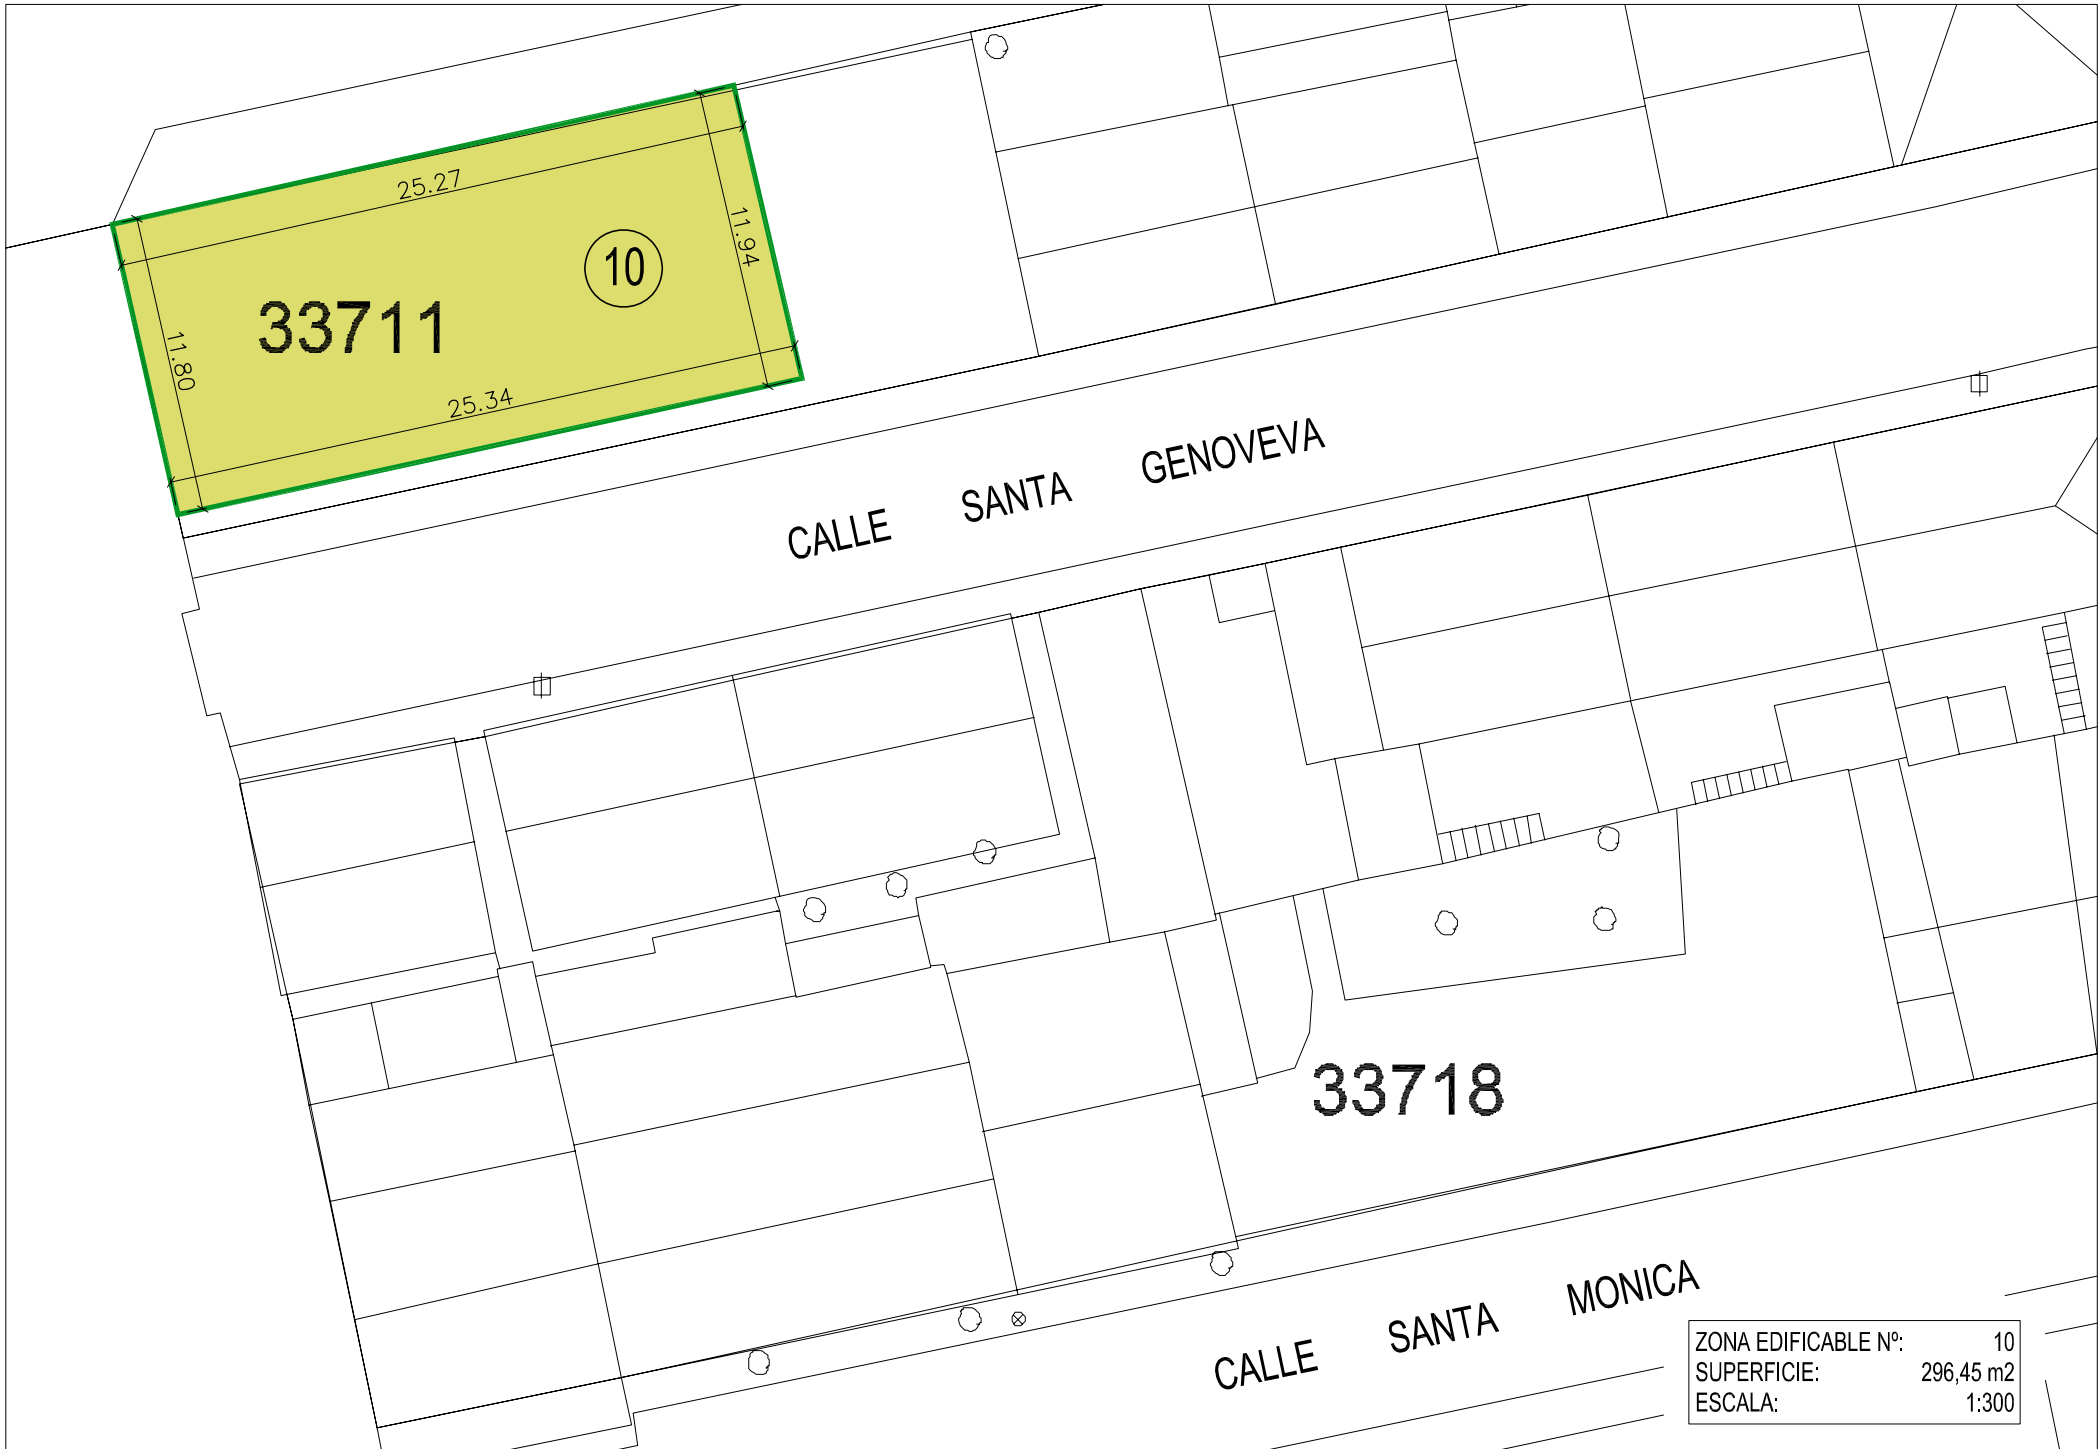 25.27
11.94
10
33711
11.80
25.34
CALLE SANTA GENOVEVA
33718
CALLE SANTA MONICA
ZONA EDIFICABLE Nº: 10
SUPERFICIE: 296,45 m2
ESCALA: 1:300